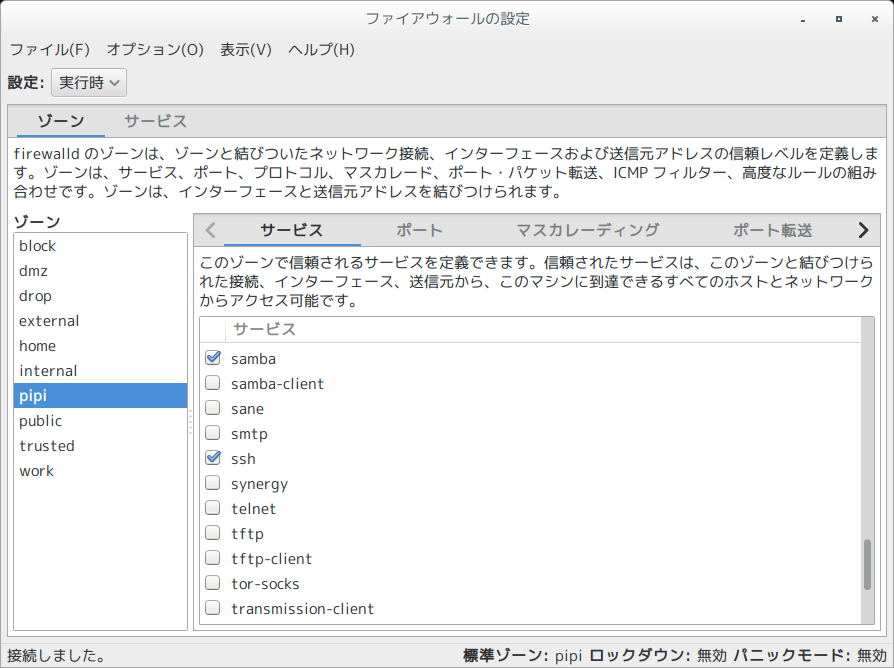 ファイアウォールの設定
ファイル(F) オプション(O) 表示(V) ヘルプ(H)
設定: 実行時
ゾーン サービス
firewalld のゾーンは、ゾーンと結びついたネットワーク接続、インターフェースおよび送信元アドレスの信頼レベルを定義しま
す。ゾーンは、サービス、ポート、プロトコル、マスカレード、ポート・パケット転送、ICMP フィルター、高度なルールの組み
合わせです。ゾーンは、インターフェースと送信元アドレスを結びつけられます。
ゾーン
block
dmz
drop
external
home
internal
pipi
public
trusted
work
サービス ポート マスカレーディング ポート転送
このゾーンで信頼されるサービスを定義できます。信頼されたサービスは、このゾーンと結びつけら
れた接続、インターフェース、送信元から、このマシンに到達できるすべてのホストとネットワーク
からアクセス可能です。
サービス
samba
samba-client
sane
smtp
ssh
synergy
telnet
tftp
tftp-client
tor-socks
transmission-client
接続しました。 標準ゾーン: pipi ロックダウン: 無効 パニックモード: 無効